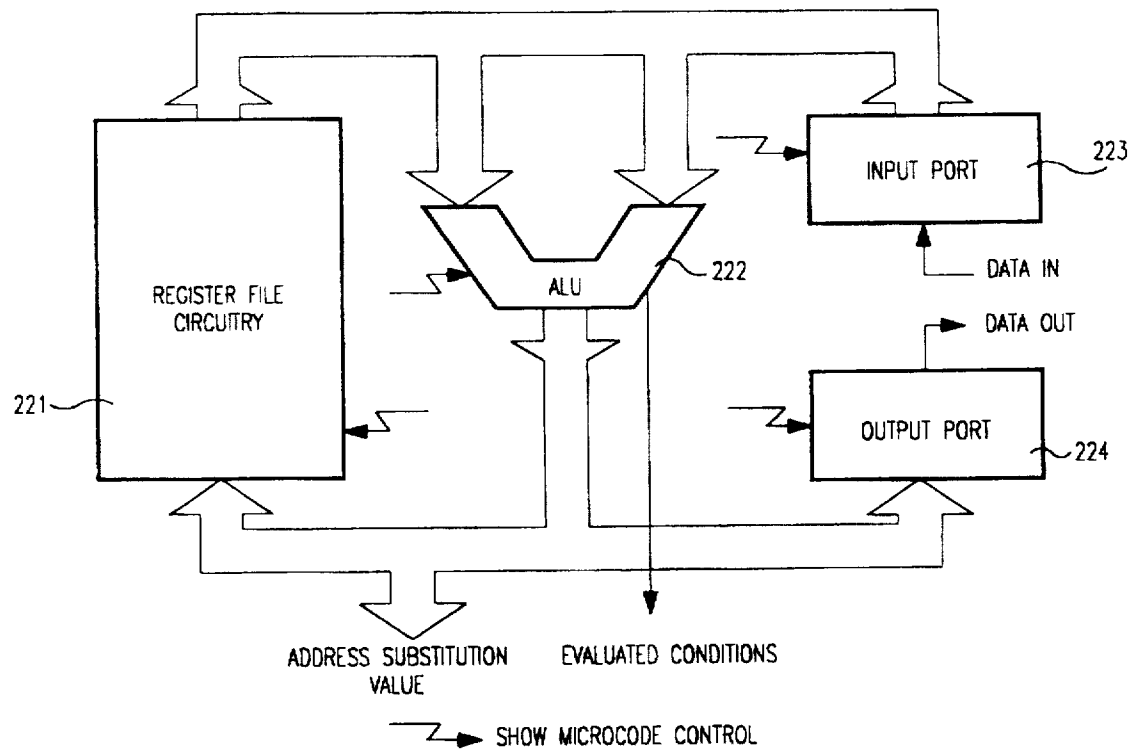 INPUT PORT
223
DATA IN
222
ALU
REGISTER FILE
CIRCUITRY
DATA OUT
221
OUTPUT PORT
224
ADDRESS SUBSTITUTION
VALUE
EVALUATED CONDITIONS
SHOW MICROCODE CONTROL